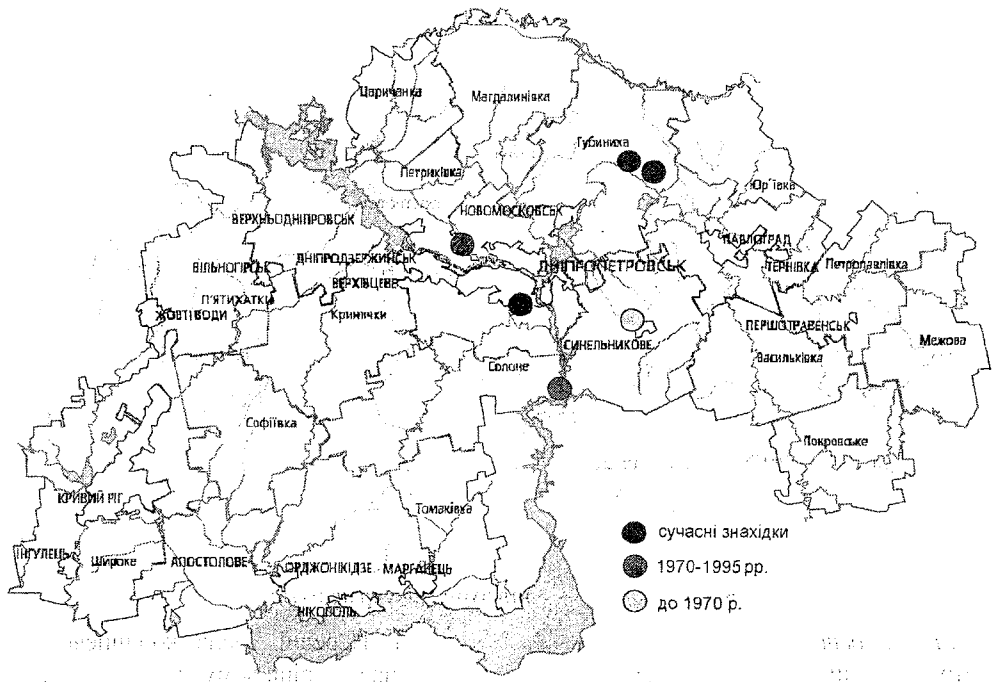 Царичанка
Магдалинівка
Губиниха
Петриківка
Юр'ївка
НОВОМОСКОВСЬК
ВЕРХНЬОДНІПРОВСЬК
ПАВЛОГРАД
ДНІПРОДЗЕРЖИНСЬК
ДНІПРОПЕТРОВСЬК
ВІЛЬНОГІРСЬК
ТЕРНІВКА
Петропавлівка
ВЕРХІВЦЕВЕ
П'ЯТИХАТКИ
ЖОВТІ ВОДИ
Кринички
ПЕРШОТРАВЕНСЬК
СИНЕЛЬНИКОВЕ
Межова
Васильківка
Солоне
Софіївка
Покровське
КРИВИЙ РІГ
Томаківка
сучасні знахідки
ІНГУЛЕЦЬ
Широке
АПОСТОЛОВЕ
ОРДЖОНІКІДЗЕ
МАРГАНЕЦЬ
1970-1995 рр.
НІКОПОЛЬ
до 1970 р.